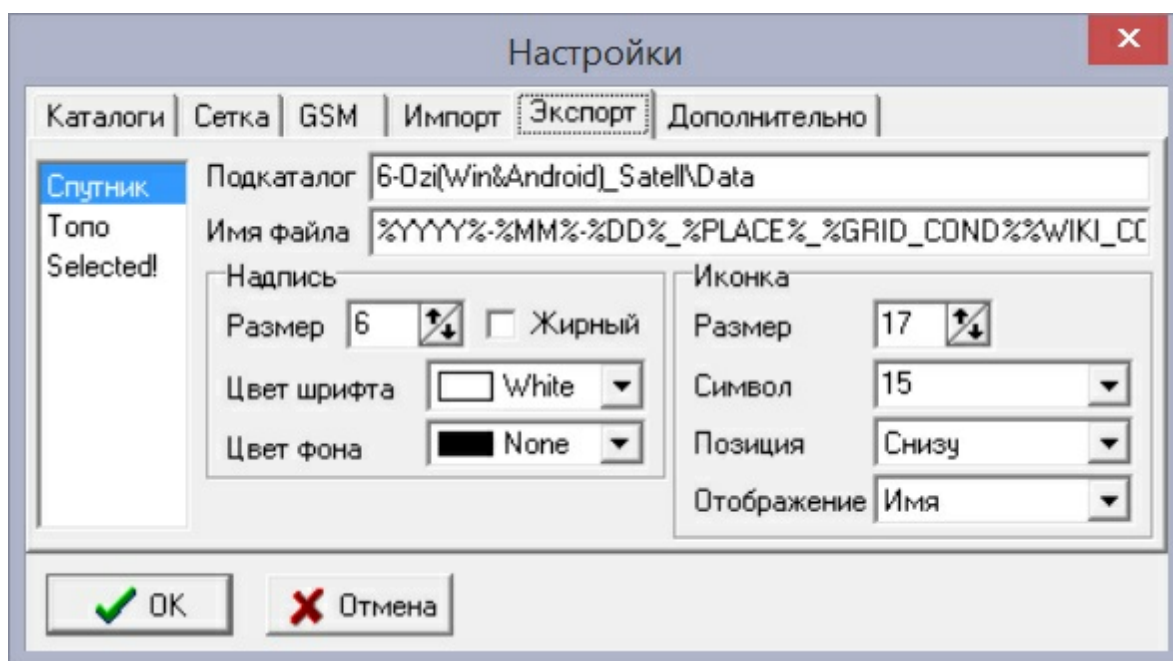 Настройки
Каталоги Сетка GSM Импорт Экспорт Дополнительно
Спутник
Топо
Selected!
Подкаталог 6-Ozi(Win&Android)_Satell\Data
Имя файла %YYYY%-%MM%-%DD%_%PLACE%_%GRID_COND%%WIKI_CO
Надпись
Размер 6 Жирный
Цвет шрифта White
Цвет фона None
Иконка
Размер 17
Символ 15
Позиция Снизу
Отображение Имя
OK Отмена